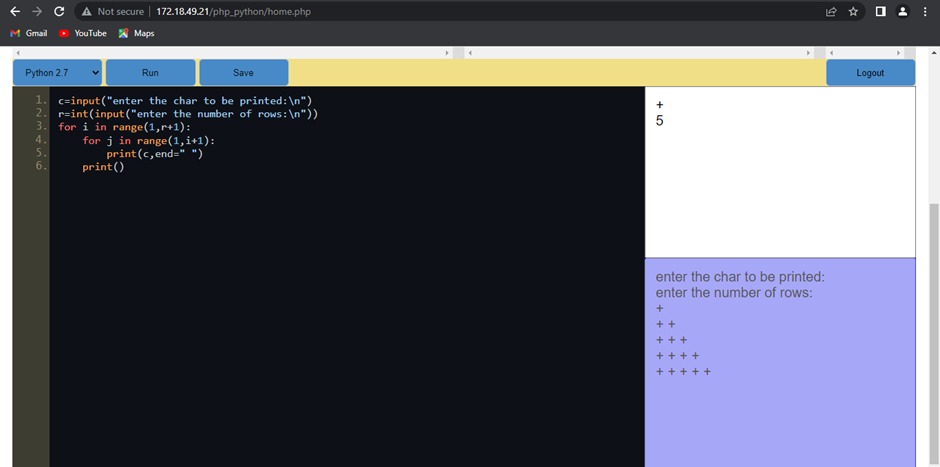 Not secure | 172.18.49.21/php_python/home.php
Gmail YouTube Maps
Python 2.7 Run Save Logout
1. c=input("enter the char to be printed:\n")
2. r=int(input("enter the number of rows:\n"))
3. for i in range(1,r+1):
4.     for j in range(1,i+1):
5.         print(c,end=" ")
6.     print()
+
5
enter the char to be printed:
enter the number of rows:
+
+ +
+ + +
+ + + +
+ + + + +